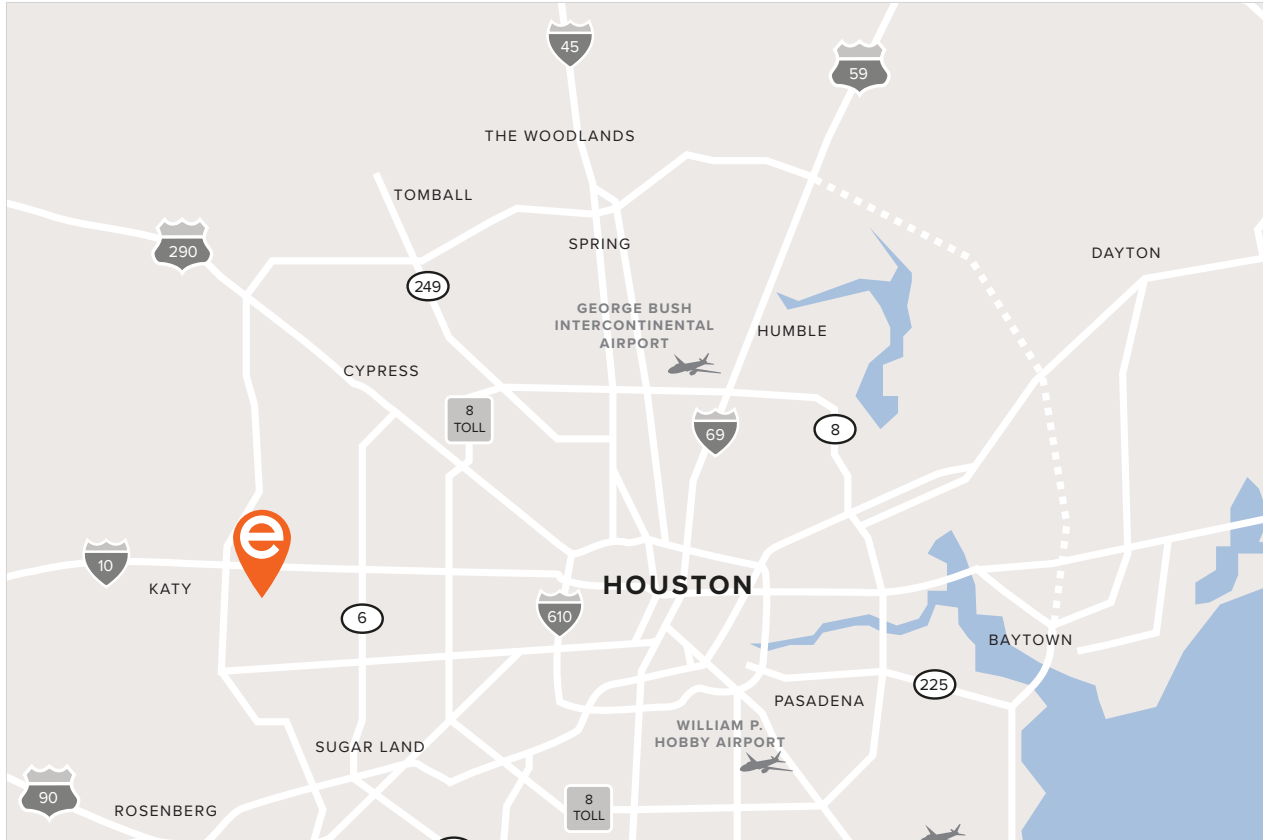 45
59
THE WOODLANDS
TOMBALL
290
SPRING
DAYTON
249
GEORGE BUSH
INTERCONTINENTAL
AIRPORT
HUMBLE
CYPRESS
8
TOLL
69
8
e
10
KATY
HOUSTON
6
610
BAYTOWN
225
PASADENA
WILLIAM P.
HOBBY AIRPORT
SUGAR LAND
90
ROSENBERG
8
TOLL